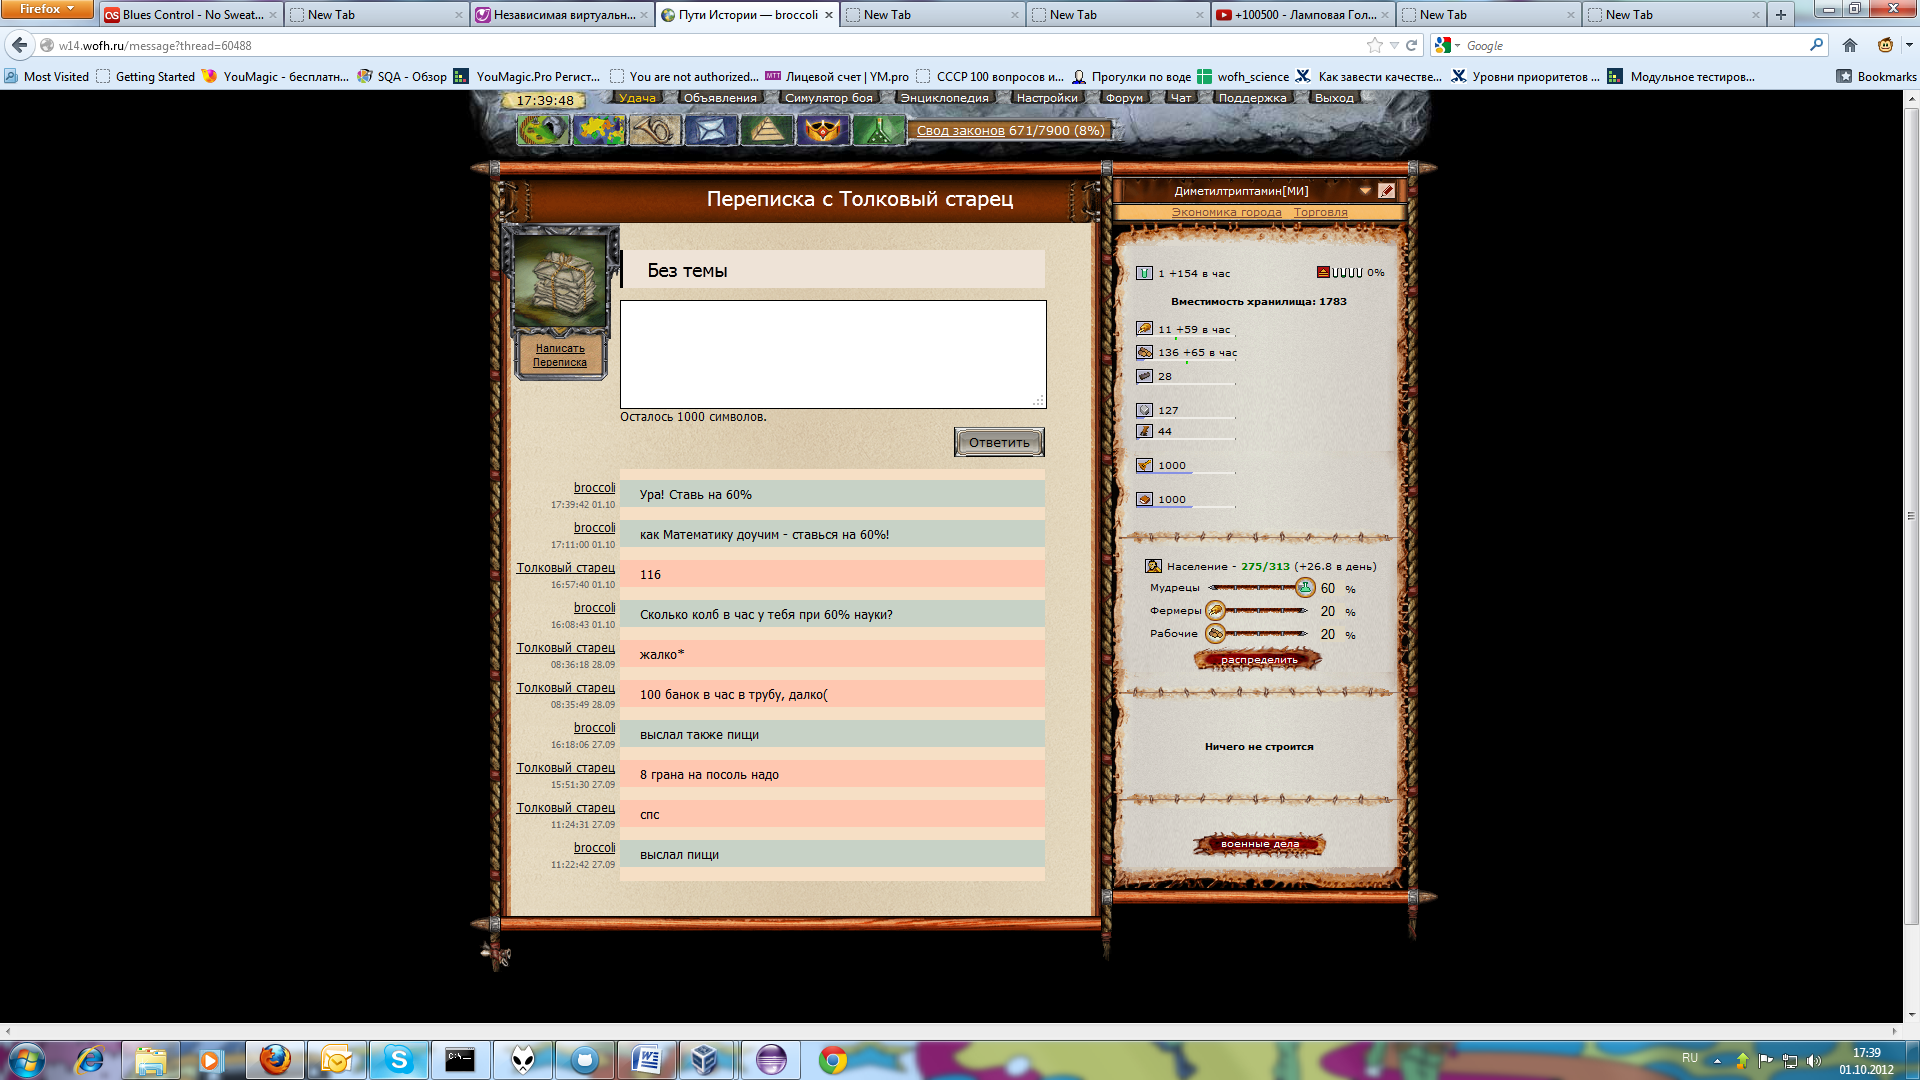 Firefox
Blues Control - No Sweat...
New Tab
Независимая виртуальн...
Пути Истории — broccoli
New Tab
New Tab
+100500 - Ламповая Гол...
New Tab
New Tab
w14.wofh.ru/message?thread=60488
Google
Most Visited
Getting Started
YouMagic - бесплатн...
SQA - Обзор
YouMagic.Pro Регист...
You are not authorized...
Лицевой счет | YM.pro
СССР 100 вопросов и...
Прогулки по воде
wofh_science
Как завести качестве...
Уровни приоритетов ...
Модульное тестиров...
Bookmarks
17:39:48
Удача
Объявления
Симулятор боя
Энциклопедия
Настройки
Форум
Чат
Поддержка
Выход
Свод законов 671/7900 (8%)
Переписка с Толковый старец
Написать
Переписка
Без темы
Осталось 1000 символов.
Ответить
broccoli
17:39:42 01.10
Ура! Ставь на 60%
broccoli
17:11:00 01.10
как Математику доучим - ставься на 60%!
Толковый старец
16:57:40 01.10
116
broccoli
16:08:43 01.10
Сколько колб в час у тебя при 60% науки?
Толковый старец
08:36:18 28.09
жалко*
Толковый старец
08:35:49 28.09
100 банок в час в трубу, далко(
broccoli
16:18:06 27.09
выслал также пищи
Толковый старец
15:51:30 27.09
8 грана на посоль надо
Толковый старец
11:24:31 27.09
спс
broccoli
11:22:42 27.09
выслал пищи
Диметилтриптамин[МИ]
Экономика города Торговля
1 +154 в час
0%
Вместимость хранилища: 1783
11 +59 в час
136 +65 в час
28
127
44
1000
1000
Население - 275/313 (+26.8 в день)
Мудрецы 60 %
Фермеры 20 %
Рабочие 20 %
распределить
Ничего не строится
военные дела
RU
17:39
01.10.2012